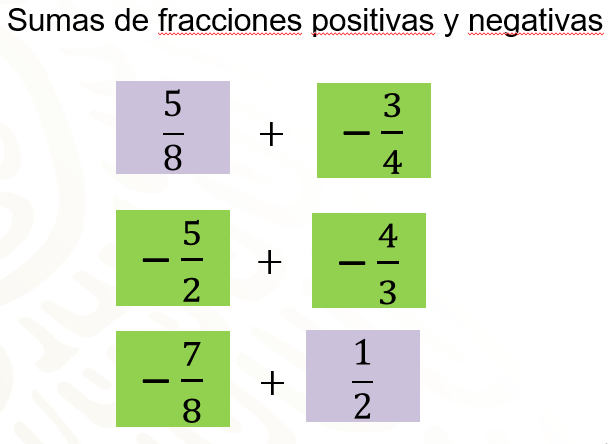 Sumas de fracciones positivas y negativas
5/8 + −3/4
−5/2 + −4/3
−7/8 + 1/2